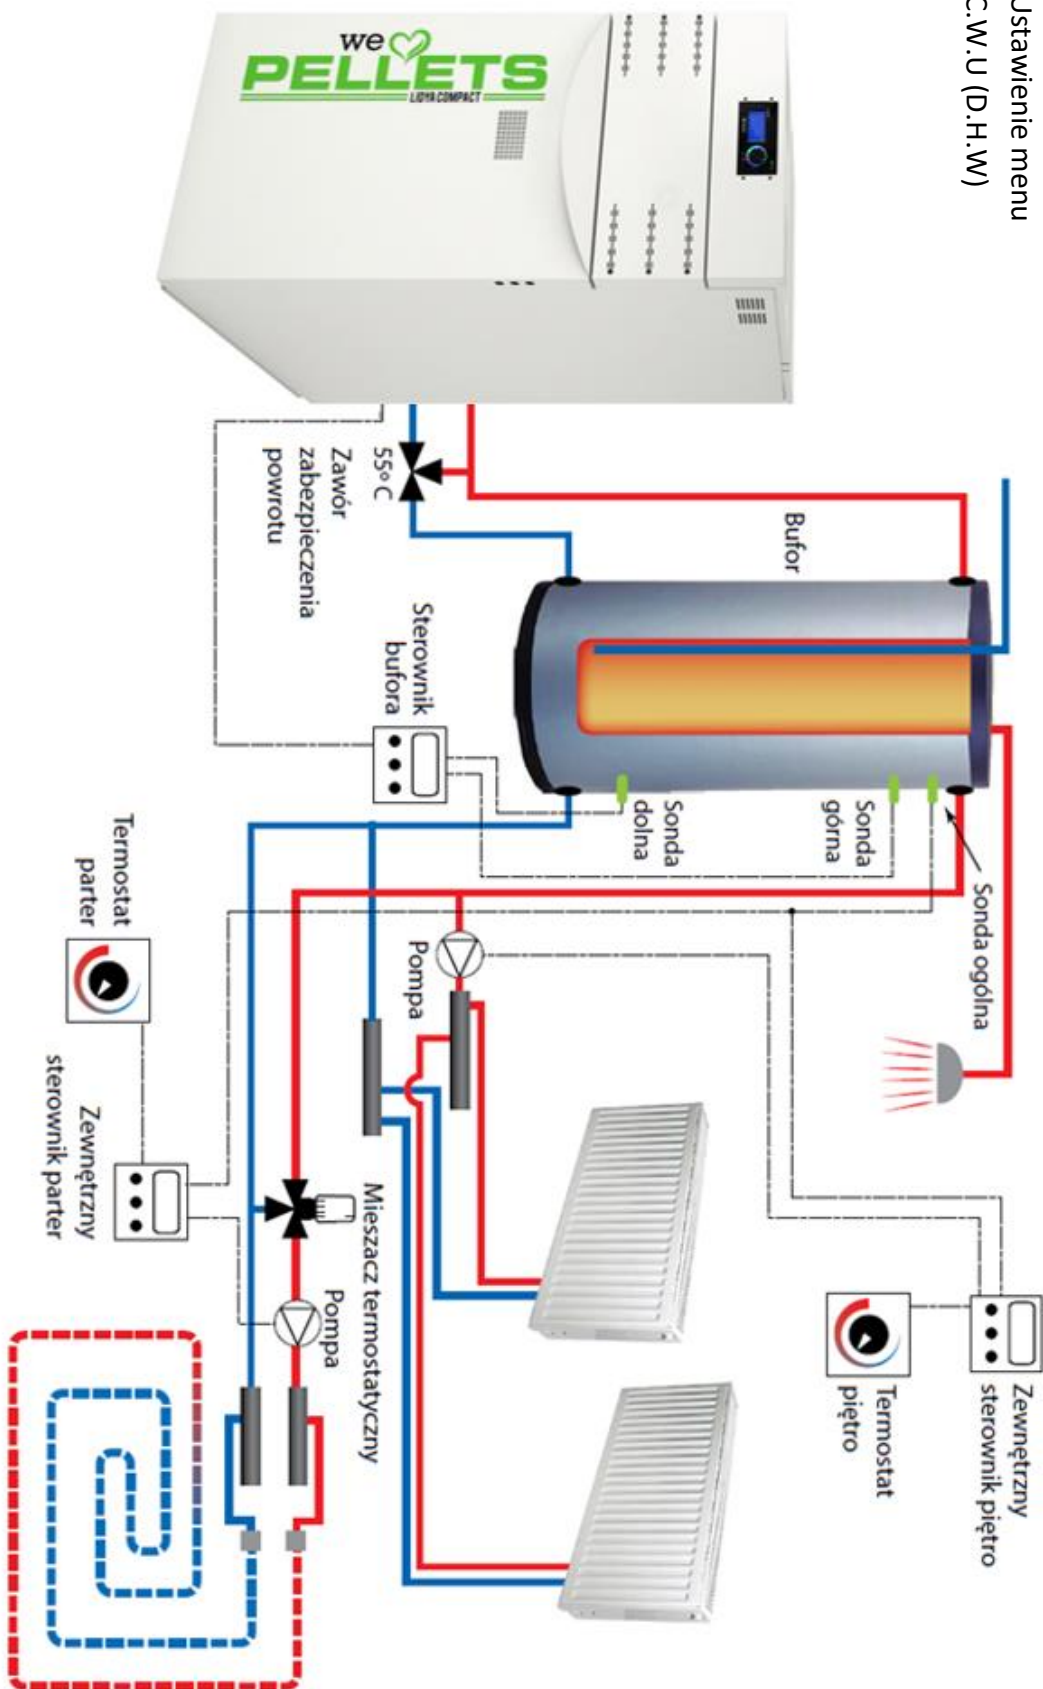 Ustawienie menu
C.W.U (D.H.W)
we
PELLETS
LIDYA COMPACT
55° C
Zawór
zabezpieczenia
powrotu
Bufor
Sterownik
bufora
Sonda
dolna
Sonda
górna
Sonda ogólna
Termostat
parter
Pompa
Zewnętrzny
sterownik parter
Mieszacz termostatyczny
Pompa
Termostat
piętro
Zewnętrzny
sterownik piętro